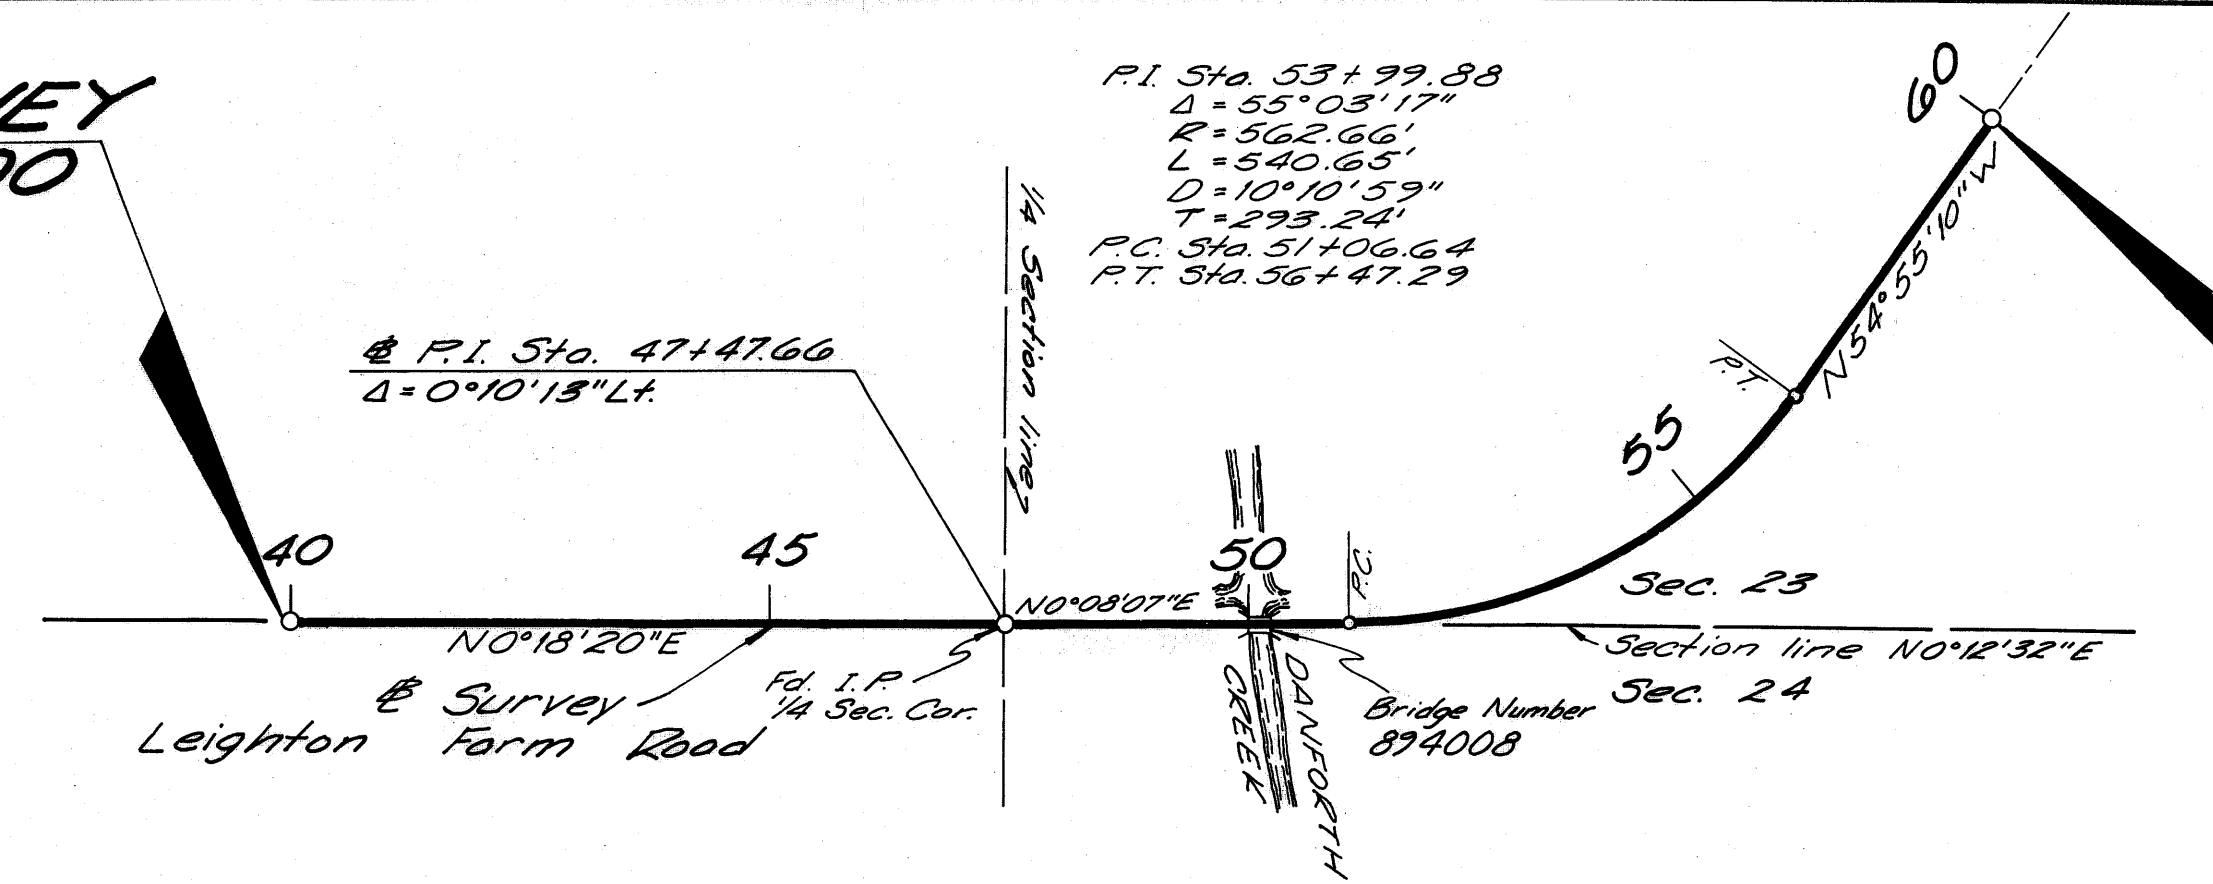 P.I. Sta. 53+99.88
Δ = 55°03'17"
R = 562.66'
L = 540.65'
D = 10°10'59"
T = 293.24'
P.C. Sta. 51+06.64
P.T. Sta. 56+47.29
60
N 54°55'10" W
¼ Section line
P.I. Sta. 47+47.66
Δ = 0°10'13" Lt.
P.T.
55
40
45
50
P.C.
N0°08'07"E
Sec. 23
N0°18'20"E
Section line N0°12'32"E
Sec. 24
Fd. I.P.
¼ Sec. Cor.
Survey
Leighton Farm Road
DANFORTH
CREEK
Bridge Number
894008